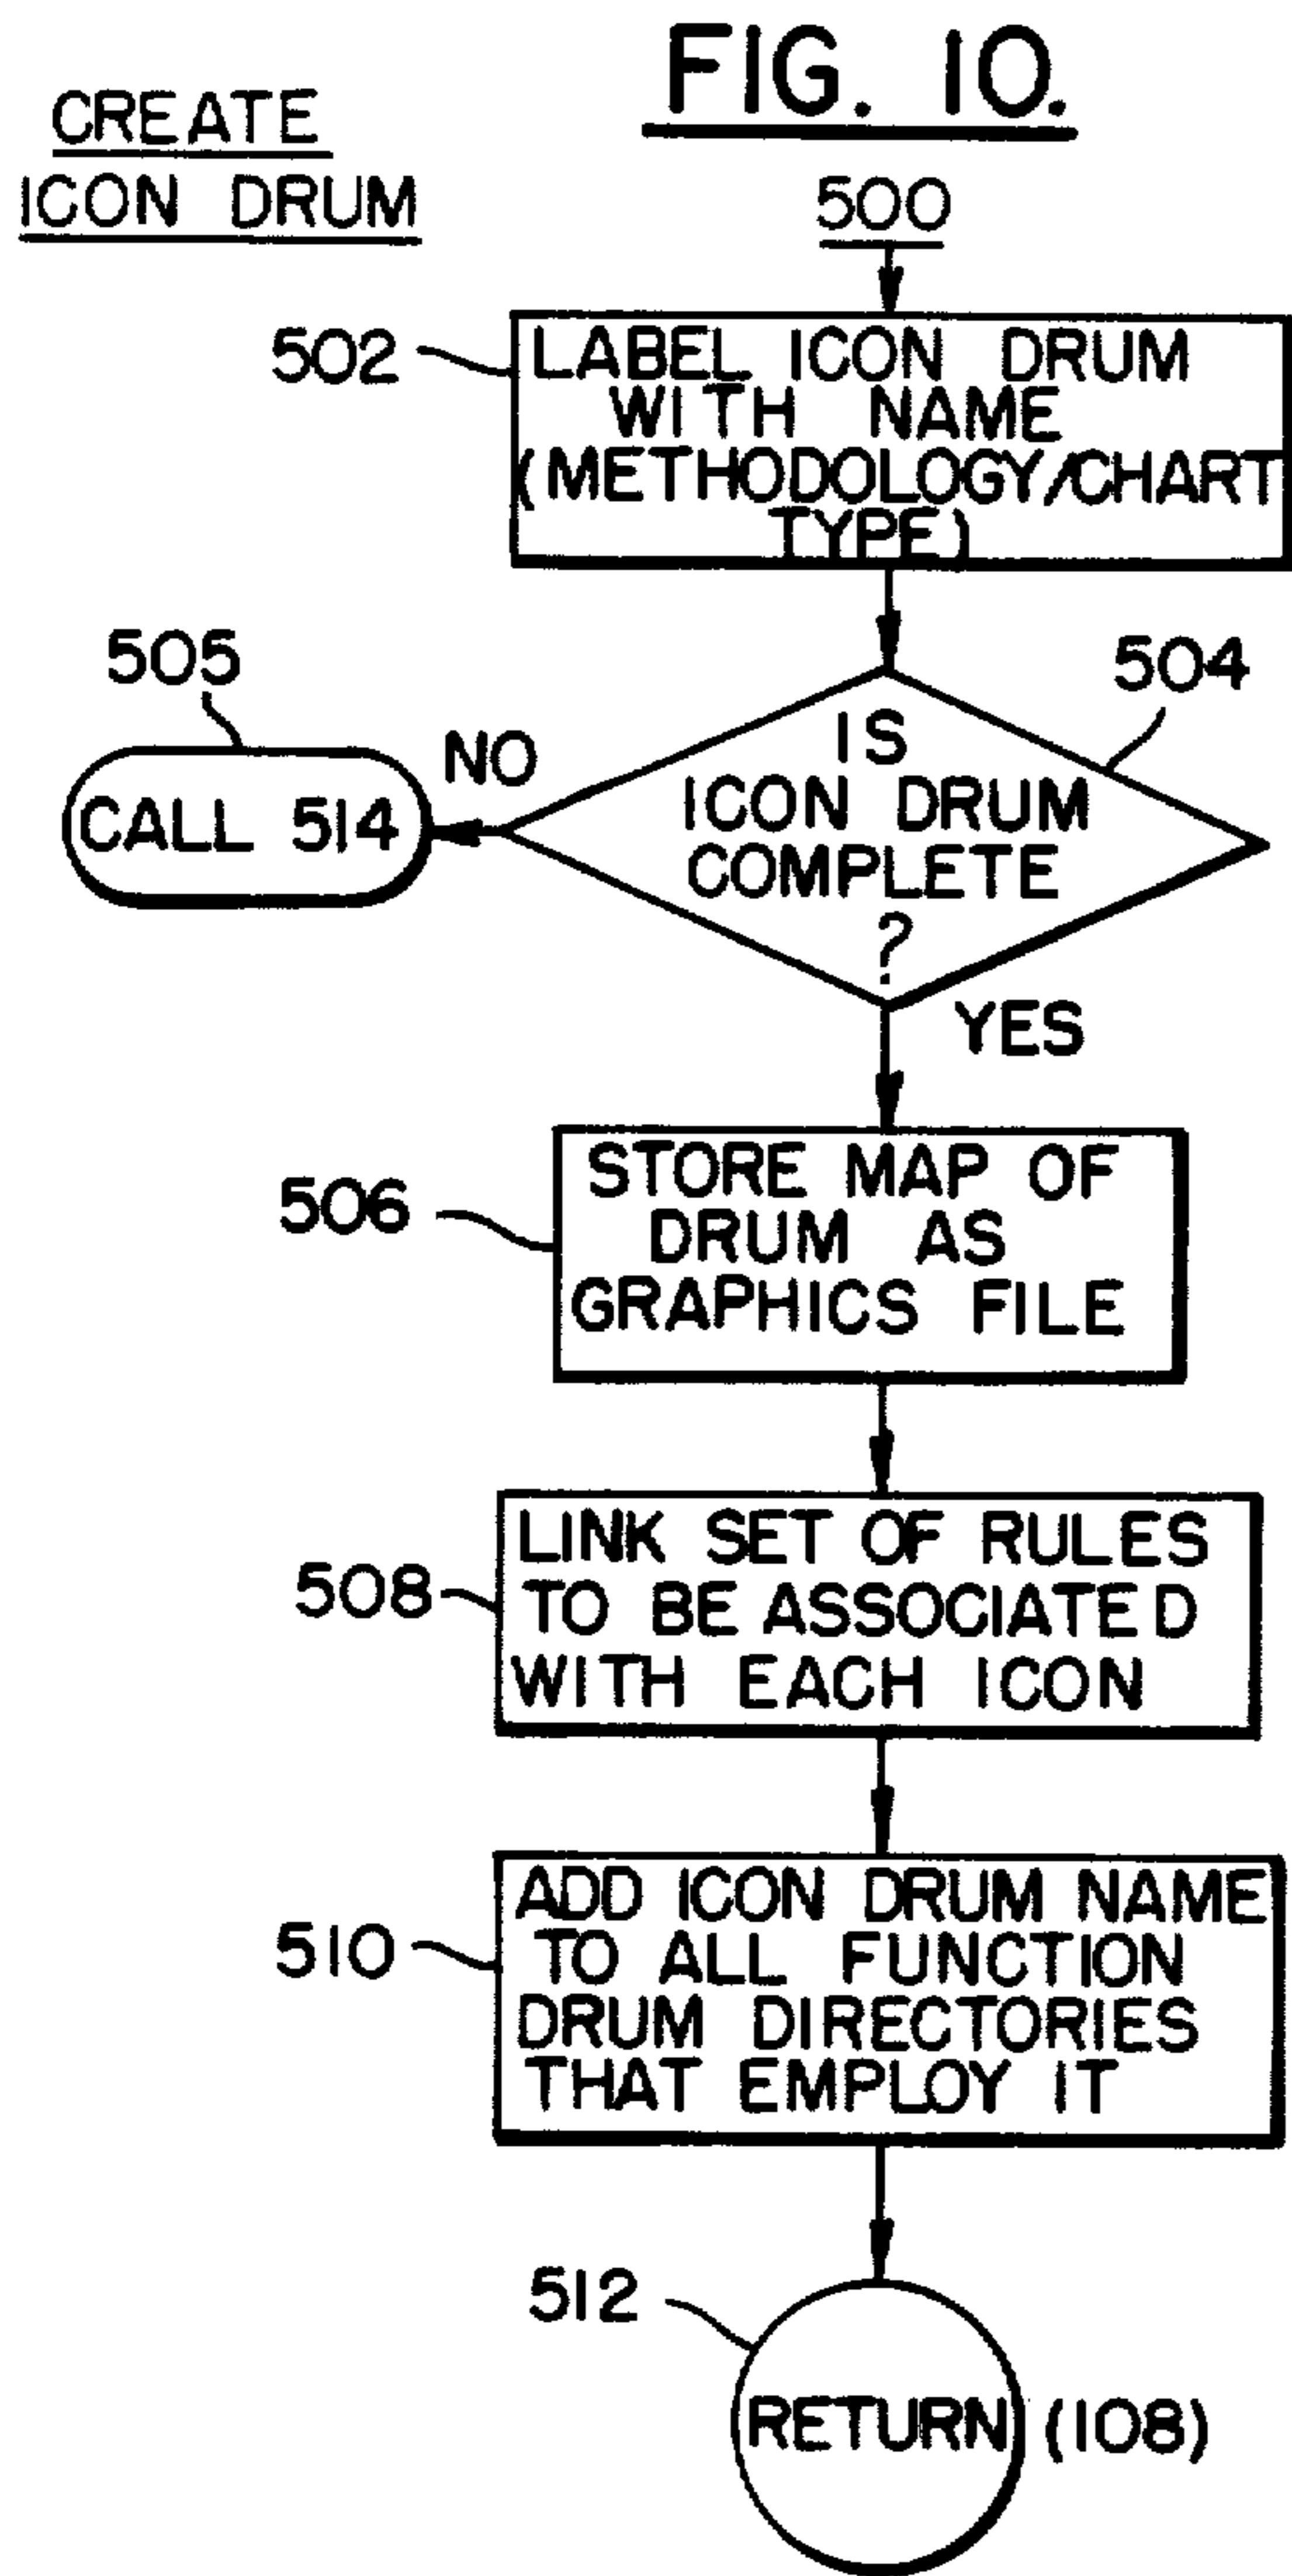 FIG. 10.
CREATE
ICON DRUM
500
502
LABEL ICON DRUM
WITH NAME
(METHODOLOGY/CHART
TYPE)
505
504
NO
CALL 514
IS
ICON DRUM
COMPLETE
?
YES
506
STORE MAP OF
DRUM AS
GRAPHICS FILE
508
LINK SET OF RULES
TO BE ASSOCIATED
WITH EACH ICON
510
ADD ICON DRUM NAME
TO ALL FUNCTION
DRUM DIRECTORIES
THAT EMPLOY IT
512
RETURN (108)